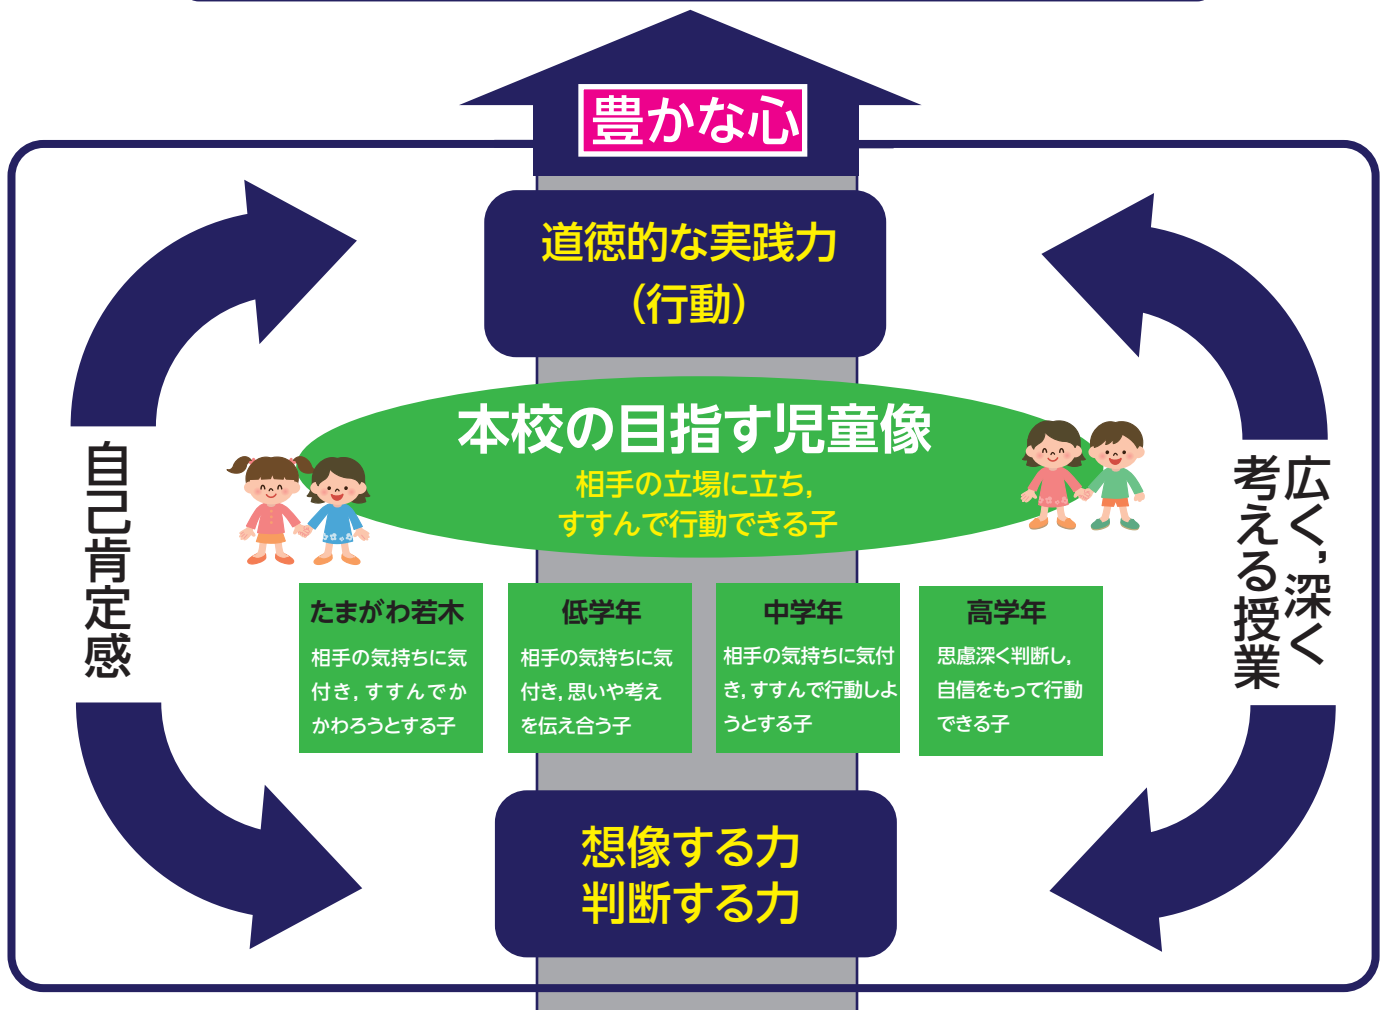 豊かな心
道徳的な実践力
（行動）
本校の目指す児童像
相手の立場に立ち，
すすんで行動できる子
自己肯定感
広く，深く
考える授業
たまがわ若木
相手の気持ちに気
付き，すすんでか
かわろうとする子
低学年
相手の気持ちに気
付き，思いや考え
を伝え合う子
中学年
相手の気持ちに気付
き，すすんで行動しよ
うとする子
高学年
思慮深く判断し，
自信をもって行動
できる子
想像する力
判断する力